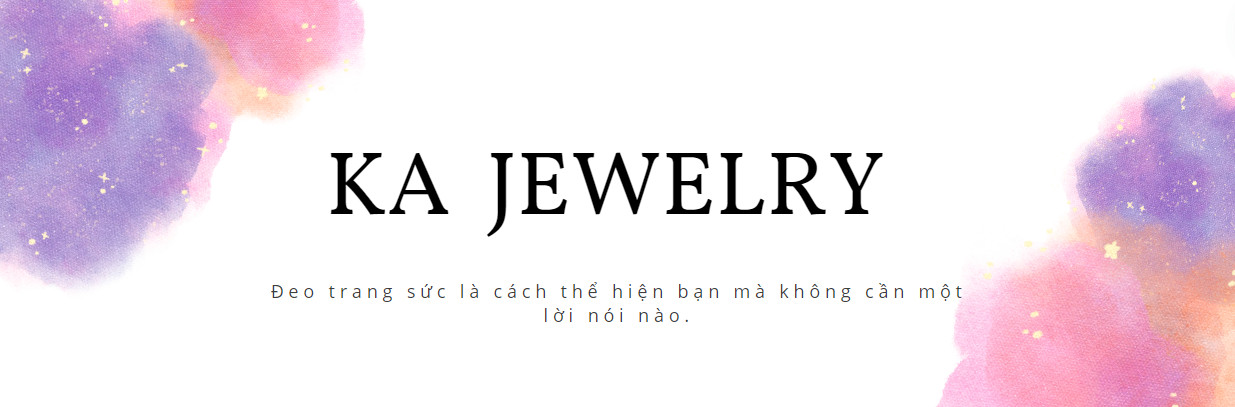 KA JEWELRY
Đeo trang sức là cách thể hiện bạn mà không cần một
lời nói nào.